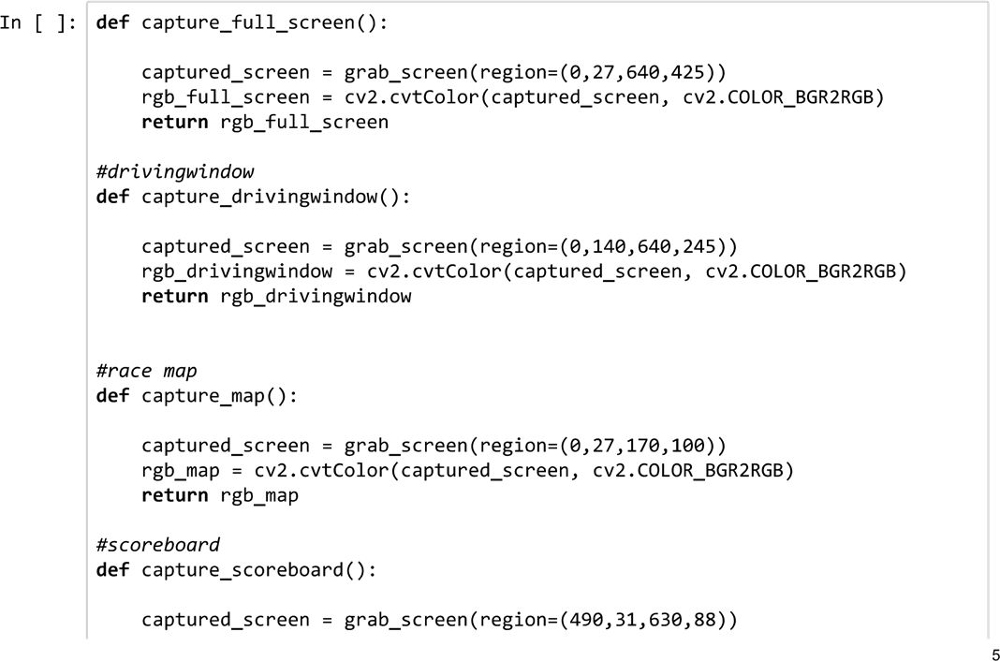 In [ ]: def capture_full_screen():
    captured_screen = grab_screen(region=(0,27,640,425))
    rgb_full_screen = cv2.cvtColor(captured_screen, cv2.COLOR_BGR2RGB)
    return rgb_full_screen
#drivingwindow
def capture_drivingwindow():
    captured_screen = grab_screen(region=(0,140,640,245))
    rgb_drivingwindow = cv2.cvtColor(captured_screen, cv2.COLOR_BGR2RGB)
    return rgb_drivingwindow
#race map
def capture_map():
    captured_screen = grab_screen(region=(0,27,170,100))
    rgb_map = cv2.cvtColor(captured_screen, cv2.COLOR_BGR2RGB)
    return rgb_map
#scoreboard
def capture_scoreboard():
    captured_screen = grab_screen(region=(490,31,630,88))
5